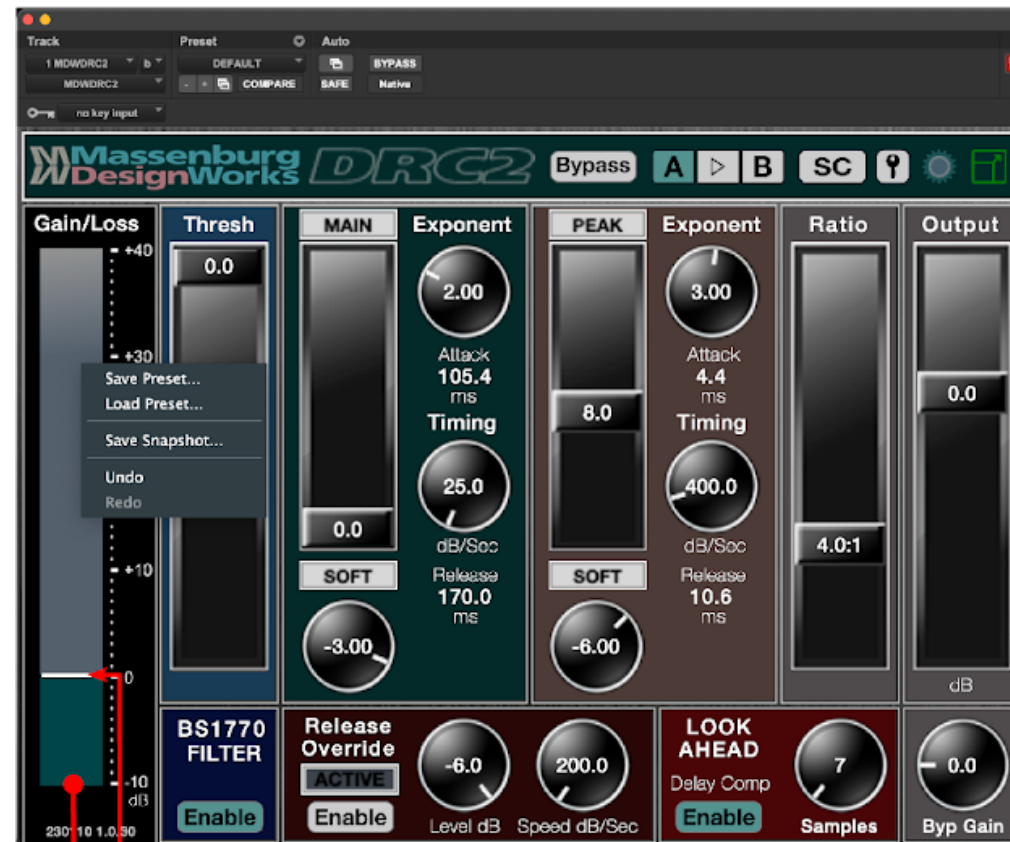 Track
Preset
Auto
1 MDWDRC2
b
DEFAULT
BYPASS
MDWDRC2
-
+
COMPARE
SAFE
Native
no key input
Massenburg
DesignWorks
DRC2
Bypass
A
B
SC
Gain/Loss
+40
+30
+10
0
-10
dB
Save Preset...
Load Preset...
Save Snapshot...
Undo
Redo
Thresh
0.0
MAIN
0.0
SOFT
-3.00
Exponent
2.00
Attack
105.4
ms
Timing
25.0
dB/Sec
Release
170.0
ms
PEAK
8.0
SOFT
-6.00
Exponent
3.00
Attack
4.4
ms
Timing
400.0
dB/Sec
Release
10.6
ms
Ratio
4.0:1
Output
0.0
dB
BS1770
FILTER
Enable
Release
Override
ACTIVE
Enable
-6.0
Level dB
200.0
Speed dB/Sec
LOOK
AHEAD
Delay Comp
Enable
7
Samples
0.0
Byp Gain